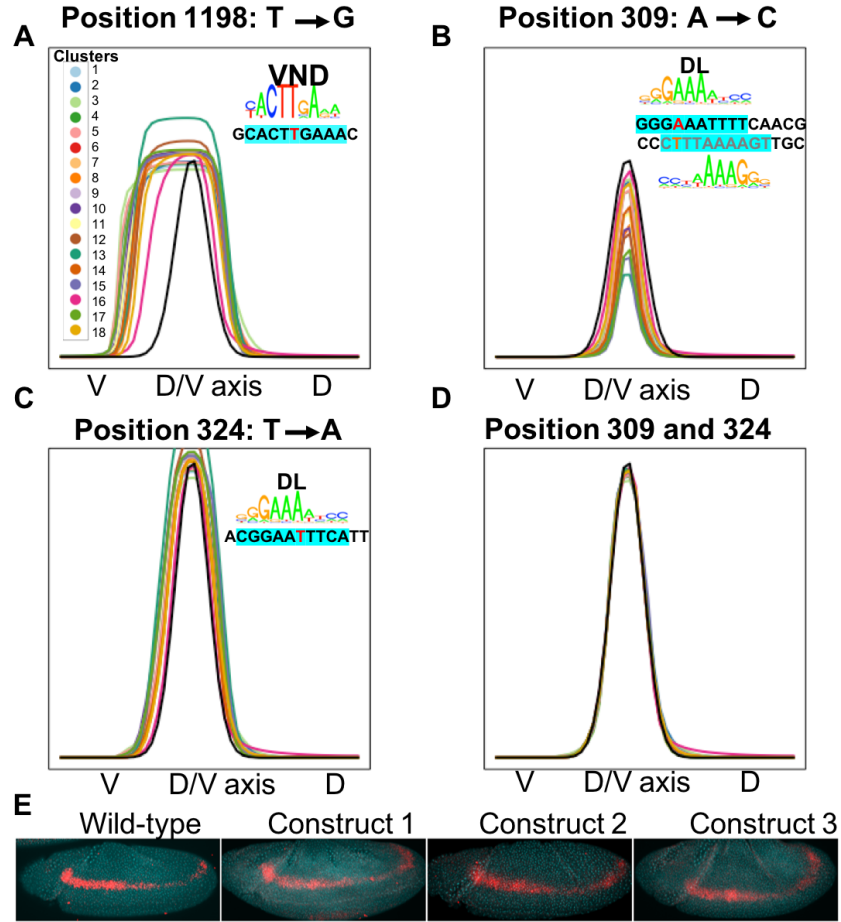 Position 1198: T → G
Position 309: A → C
A
B
Clusters
1
2
3
4
5
6
7
8
9
10
11
12
13
14
15
16
17
18
VND
GCACTTGAAAC
DL
GGGAAATTTTCAACG
CCCTTTAAAAGTTGC
V D/V axis D
V D/V axis D
C
D
Position 324: T → A
Position 309 and 324
DL
ACGGAATTTCATT
V D/V axis D
V D/V axis D
E
Wild-type Construct 1 Construct 2 Construct 3